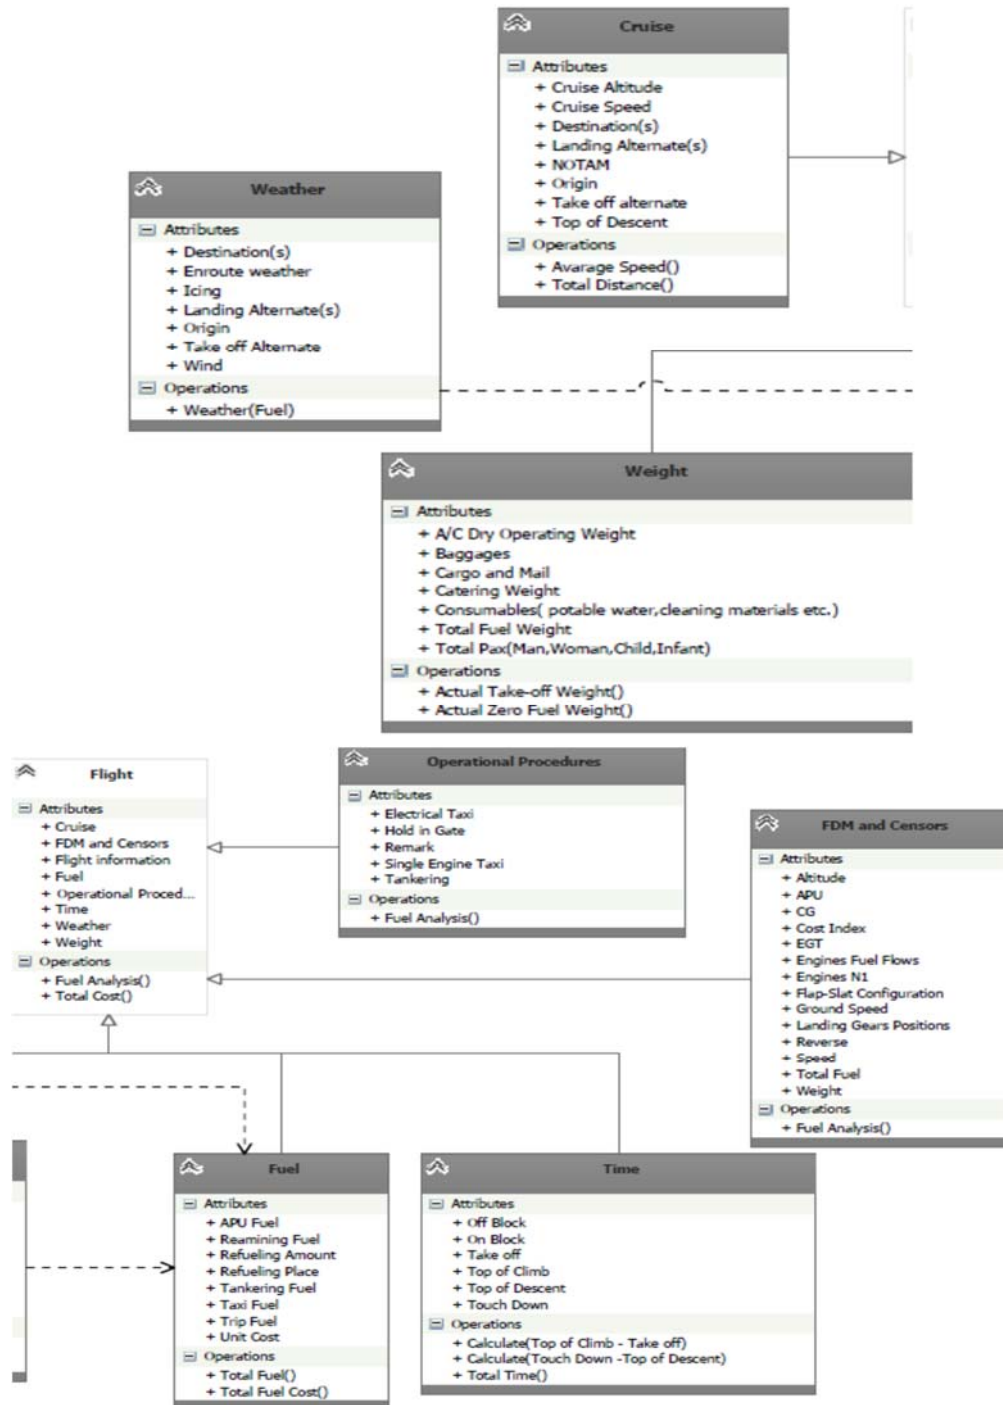 Cruise
Attributes
+ Cruise Altitude
+ Cruise Speed
+ Destination(s)
+ Landing Alternate(s)
+ NOTAM
+ Origin
+ Take off alternate
+ Top of Descent
Operations
+ Avarage Speed()
+ Total Distance()
Weather
Attributes
+ Destination(s)
+ Enroute weather
+ Icing
+ Landing Alternate(s)
+ Origin
+ Take off Alternate
+ Wind
Operations
+ Weather(Fuel)
Weight
Attributes
+ A/C Dry Operating Weight
+ Baggages
+ Cargo and Mail
+ Catering Weight
+ Consumables( potable water,cleaning materials etc.)
+ Total Fuel Weight
+ Total Pax(Man,Woman,Child,Infant)
Operations
+ Actual Take-off Weight()
+ Actual Zero Fuel Weight()
Flight
Attributes
+ Cruise
+ FDM and Censors
+ Flight information
+ Fuel
+ Operational Proced...
+ Time
+ Weather
+ Weight
Operations
+ Fuel Analysis()
+ Total Cost()
Operational Procedures
Attributes
+ Electrical Taxi
+ Hold in Gate
+ Remark
+ Single Engine Taxi
+ Tankering
Operations
+ Fuel Analysis()
FDM and Censors
Attributes
+ Altitude
+ APU
+ CG
+ Cost Index
+ EGT
+ Engines Fuel Flows
+ Engines N1
+ Flap-Slat Configuration
+ Ground Speed
+ Landing Gears Positions
+ Reverse
+ Speed
+ Total Fuel
+ Weight
Operations
+ Fuel Analysis()
Fuel
Attributes
+ APU Fuel
+ Reamining Fuel
+ Refueling Amount
+ Refueling Place
+ Tankering Fuel
+ Taxi Fuel
+ Trip Fuel
+ Unit Cost
Operations
+ Total Fuel()
+ Total Fuel Cost()
Time
Attributes
+ Off Block
+ On Block
+ Take off
+ Top of Climb
+ Top of Descent
+ Touch Down
Operations
+ Calculate(Top of Climb - Take off)
+ Calculate(Touch Down -Top of Descent)
+ Total Time()